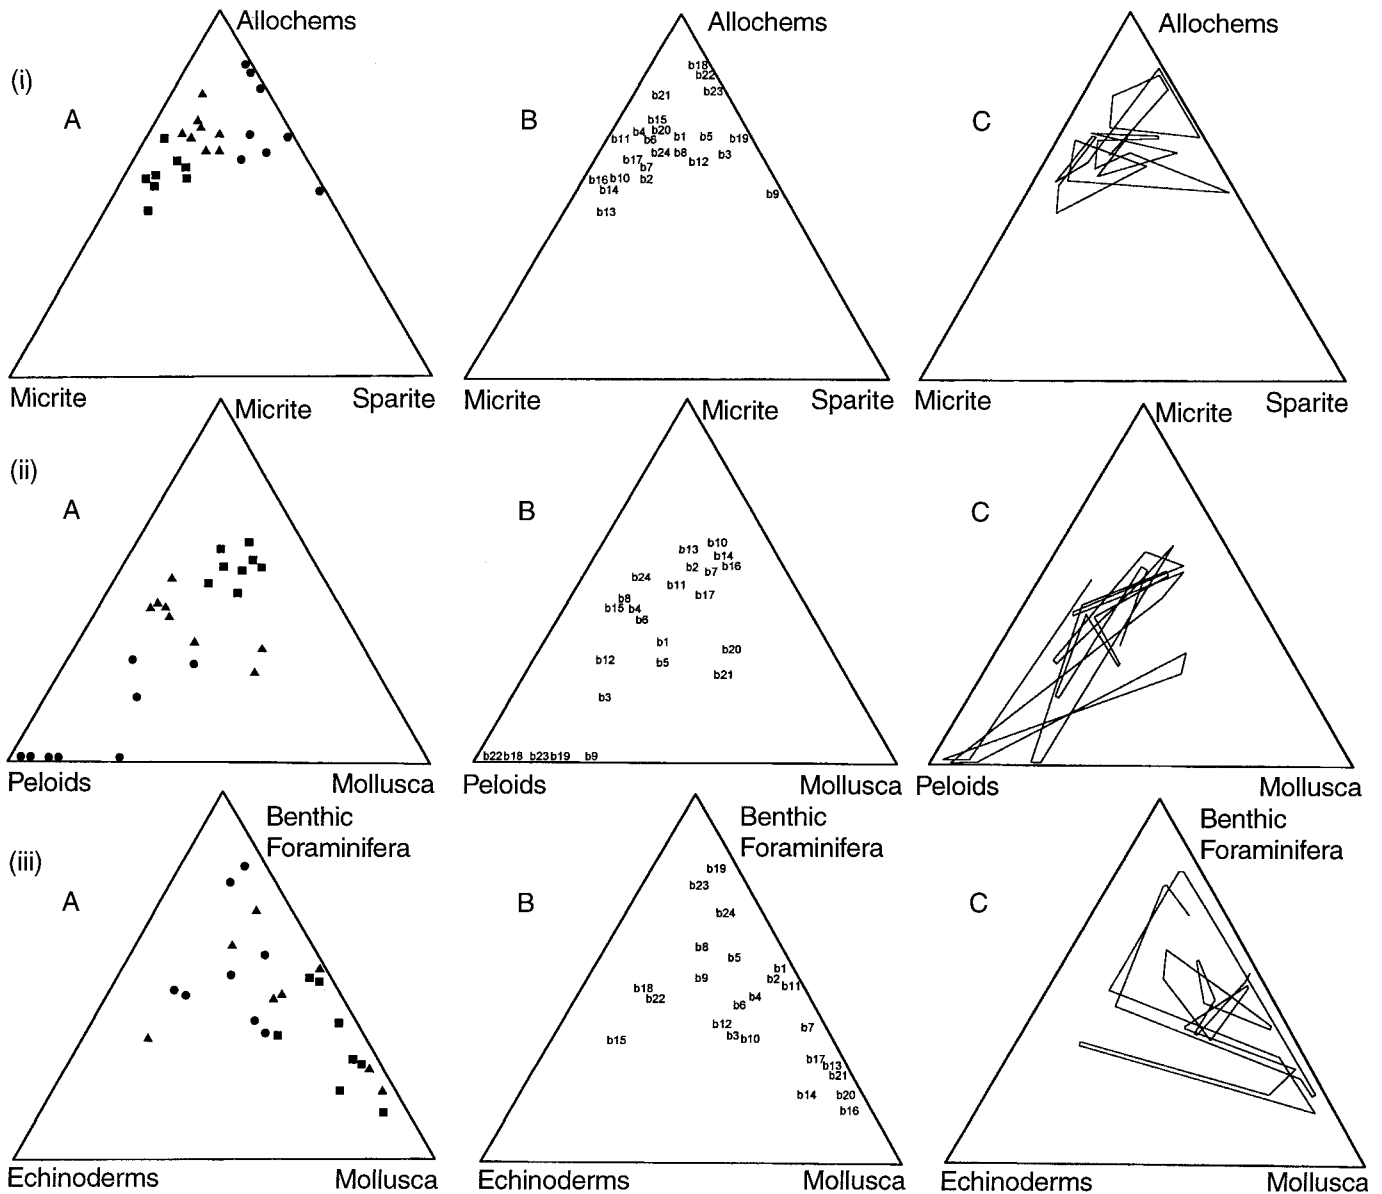 Allochems Allochems Allochems
(i)
A B C
b18
b22
b21 b23
b15
b4 b20
b11 b6 b1 b5 b19
b24 b8 b3
b17 b12
b7
b16 b10 b2
b14 b9
b13
Micrite Sparite Micrite Sparite Micrite Sparite
Micrite Micrite Micrite
(ii)
A B C
b10
b13 b14
b2 b7 b16
b24 b11
b8 b17
b15 b4
b6
b1 b20
b12 b5
b21
b3
b22 b18 b23 b19 b9
Peloids Mollusca Peloids Mollusca Peloids Mollusca
Benthic Benthic Benthic
Foraminifera Foraminifera Foraminifera
(iii)
A B C
b19
b23
b24
b8
b5
b1
b9 b2
b18 b11
b22 b4
b6
b12 b7
b15 b3 b10
b17 b13
b21
b14 b20
b16
Echinoderms Mollusca Echinoderms Mollusca Echinoderms Mollusca